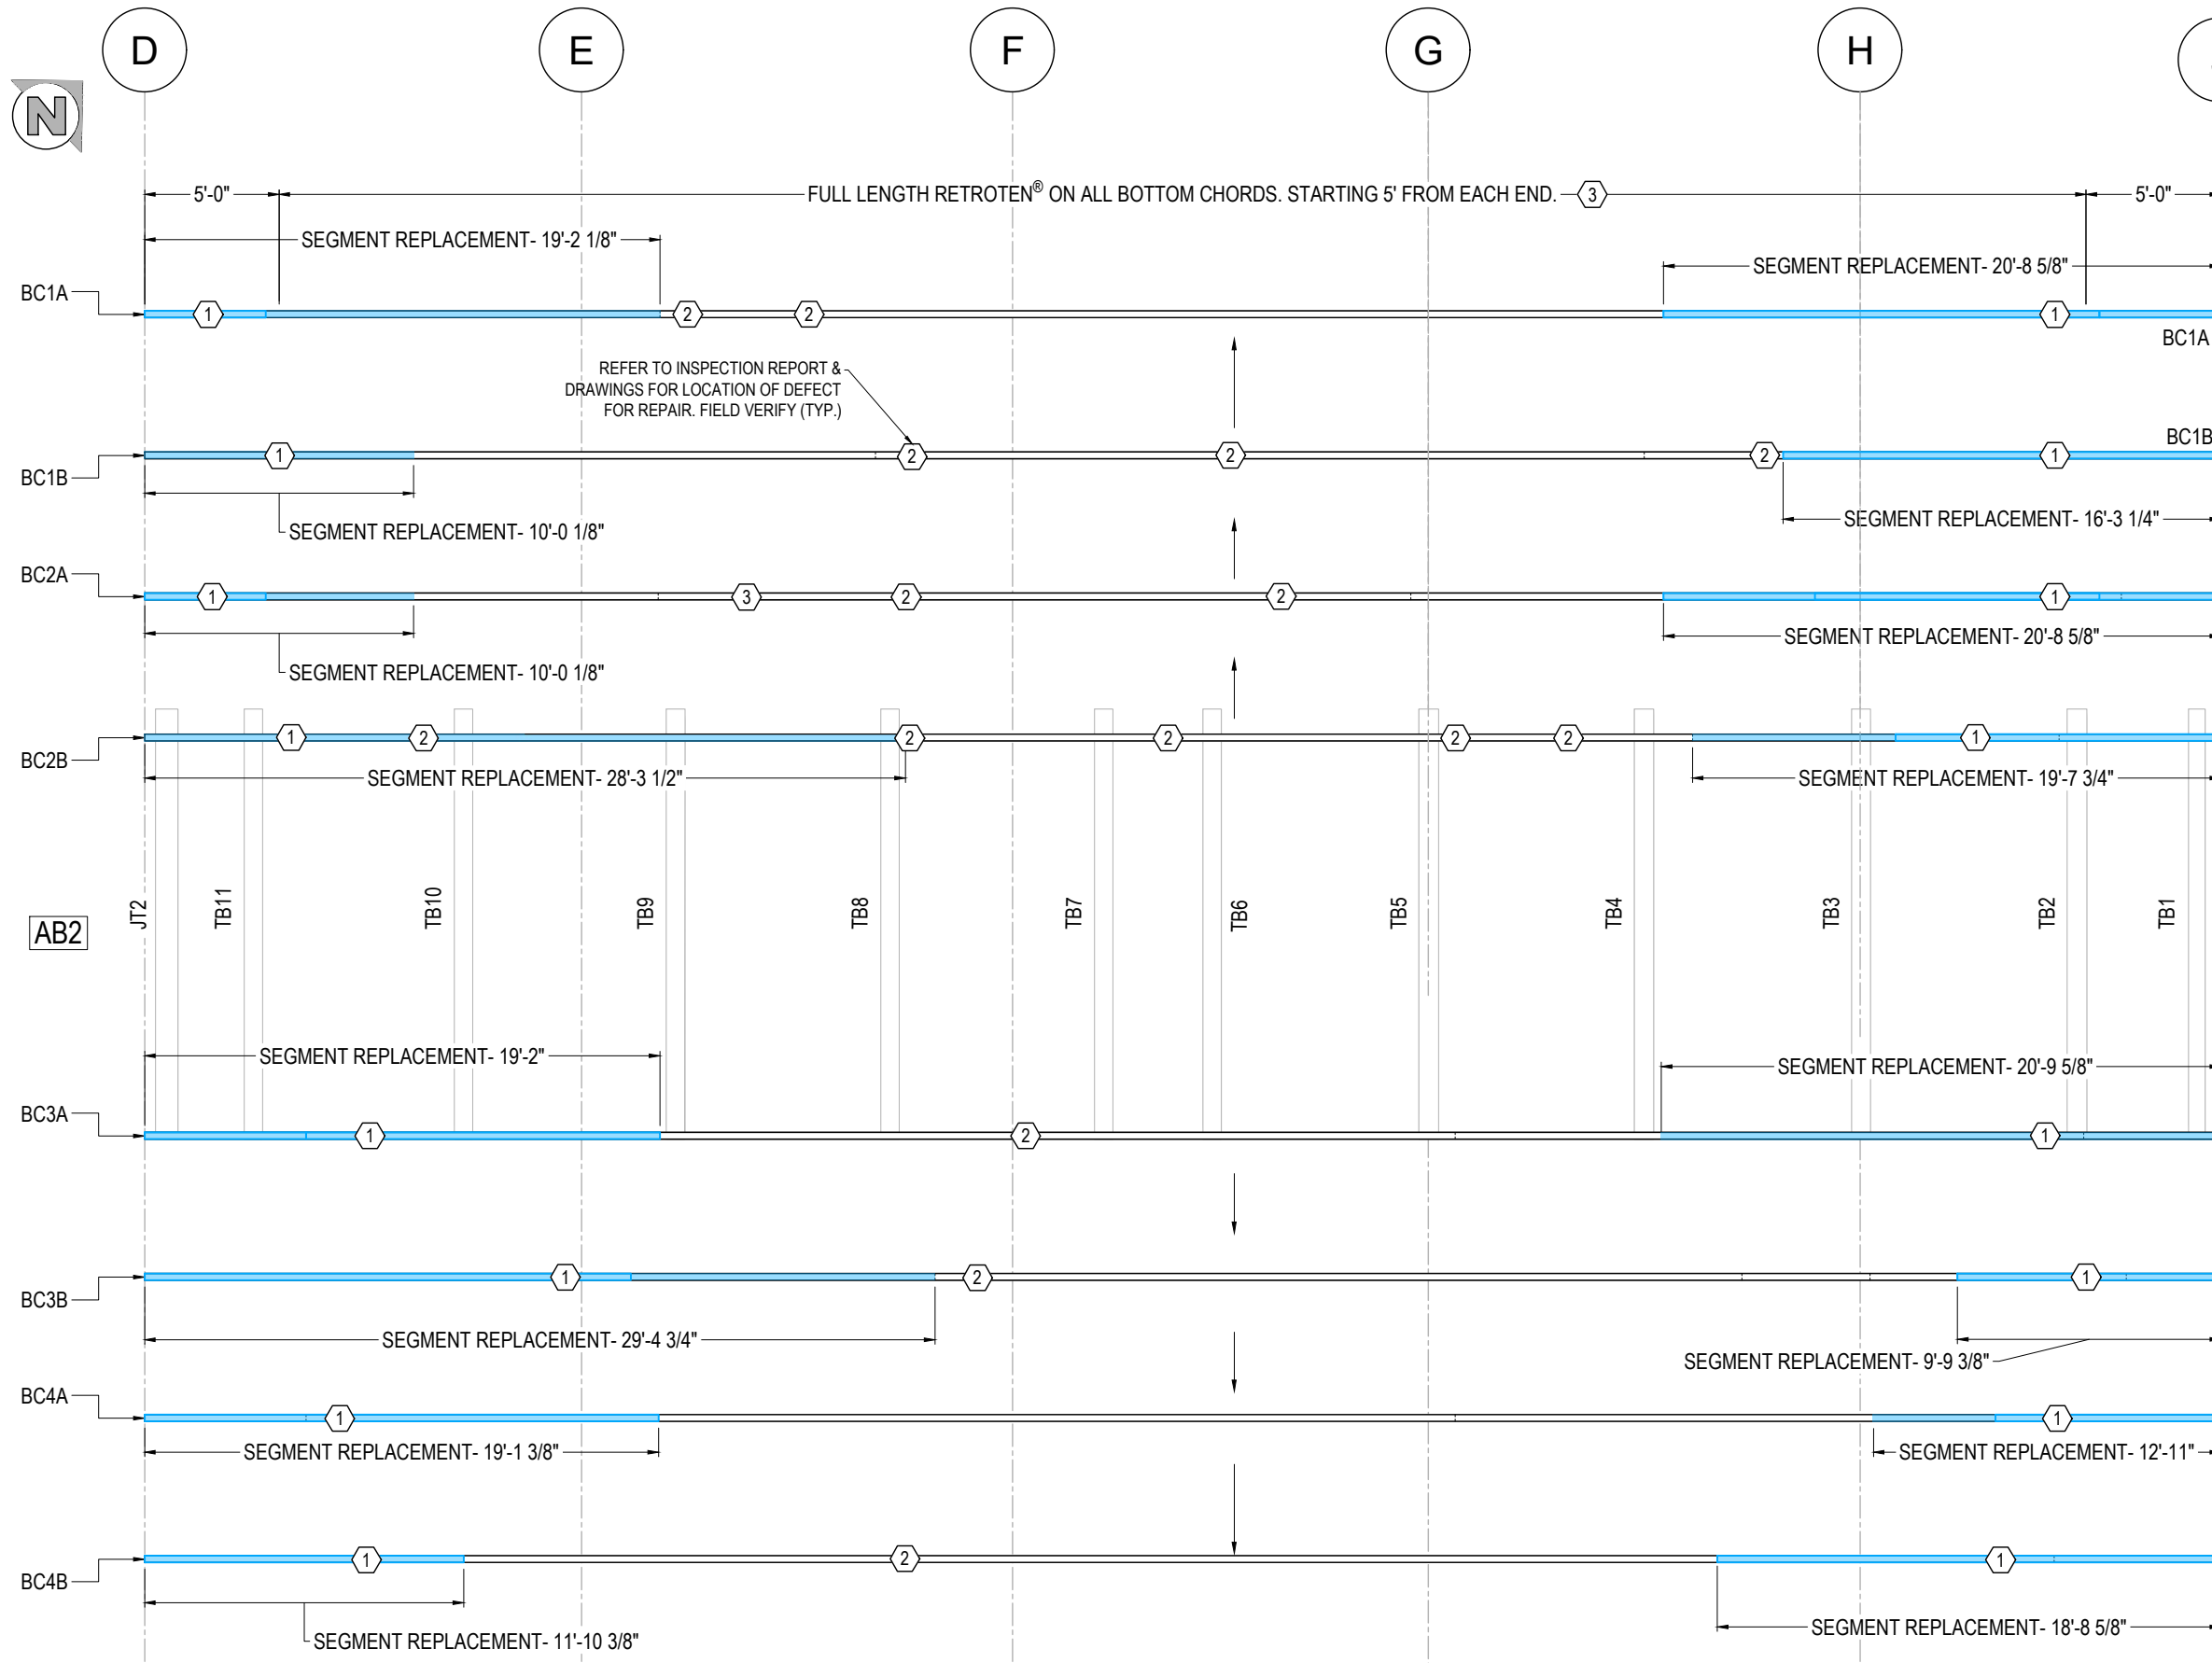 D
E
F
G
H
N
5'-0"
FULL LENGTH RETROTEN® ON ALL BOTTOM CHORDS. STARTING 5' FROM EACH END.
3
5'-0"
SEGMENT REPLACEMENT- 19'-2 1/8"
SEGMENT REPLACEMENT- 20'-8 5/8"
BC1A
1
2
2
1
BC1A
REFER TO INSPECTION REPORT &
DRAWINGS FOR LOCATION OF DEFECT
FOR REPAIR. FIELD VERIFY (TYP.)
BC1B
1
2
2
2
1
BC1B
SEGMENT REPLACEMENT- 10'-0 1/8"
SEGMENT REPLACEMENT- 16'-3 1/4"
BC2A
1
3
2
2
1
SEGMENT REPLACEMENT- 10'-0 1/8"
SEGMENT REPLACEMENT- 20'-8 5/8"
BC2B
1
2
2
2
2
2
1
SEGMENT REPLACEMENT- 28'-3 1/2"
SEGMENT REPLACEMENT- 19'-7 3/4"
AB2
JT2
TB11
TB10
TB9
TB8
TB7
TB6
TB5
TB4
TB3
TB2
TB1
SEGMENT REPLACEMENT- 19'-2"
SEGMENT REPLACEMENT- 20'-9 5/8"
BC3A
1
2
1
BC3B
1
2
1
SEGMENT REPLACEMENT- 29'-4 3/4"
SEGMENT REPLACEMENT- 9'-9 3/8"
BC4A
1
1
SEGMENT REPLACEMENT- 19'-1 3/8"
SEGMENT REPLACEMENT- 12'-11"
BC4B
1
2
1
SEGMENT REPLACEMENT- 11'-10 3/8"
SEGMENT REPLACEMENT- 18'-8 5/8"